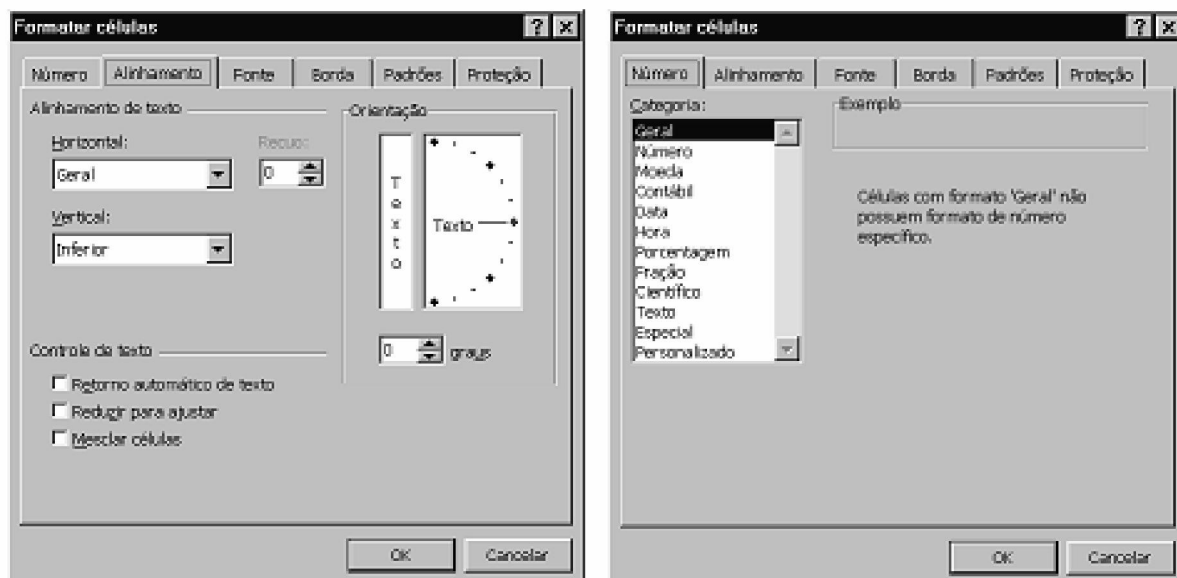 Formatar células
Número Alinhamento Fonte Borda Padrões Proteção
Alinhamento de texto
Horizontal:
Recuo:
Geral
0
Vertical:
Inferior
Orientação
Texto
Texto
0 graus
Controle de texto
Retorno automático de texto
Reduzir para ajustar
Mesclar células
OK Cancelar
Formatar células
Número Alinhamento Fonte Borda Padrões Proteção
Categoria:
Geral
Número
Moeda
Contábil
Data
Hora
Porcentagem
Fração
Científico
Texto
Especial
Personalizado
Exemplo
Células com formato 'Geral' não
possuem formato de número
específico.
OK Cancelar